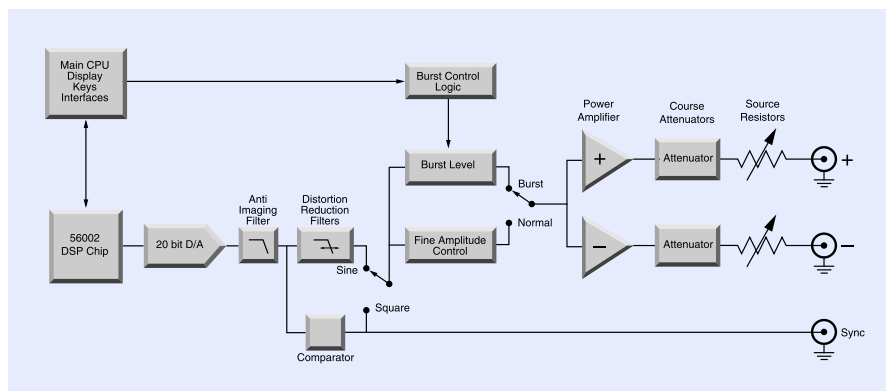 Main CPU
Display
Keys
Interfaces
Burst Control
Logic
Power
Amplifier
Course
Attenuators
Source
Resistors
Burst Level
Burst
+
Attenuator
+
56002
DSP Chip
20 bit D/A
Anti
Imaging
Filter
Distortion
Reduction
Filters
Sine
Fine Amplitude
Control
Normal
−
Attenuator
−
Square
Comparator
Sync